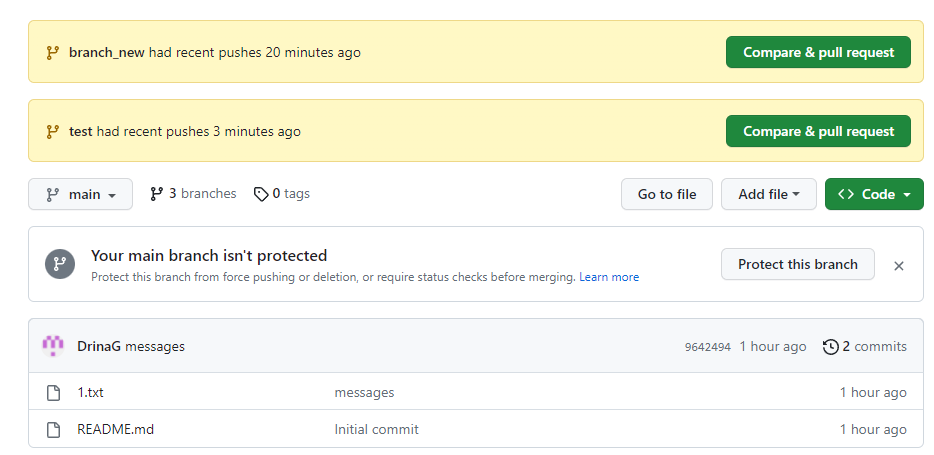 branch_new had recent pushes 20 minutes ago Compare & pull request
test had recent pushes 3 minutes ago Compare & pull request
main 3 branches 0 tags Go to file Add file <> Code
Your main branch isn't protected
Protect this branch from force pushing or deletion, or require status checks before merging. Learn more Protect this branch ×
DrinaG messages 9642494 1 hour ago 2 commits
1.txt messages 1 hour ago
README.md Initial commit 1 hour ago